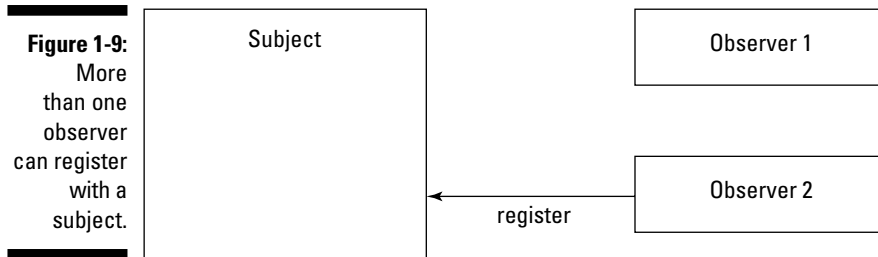 Figure 1-9:
More
than one
observer
can register
with a
subject.
Subject
Observer 1
Observer 2
register